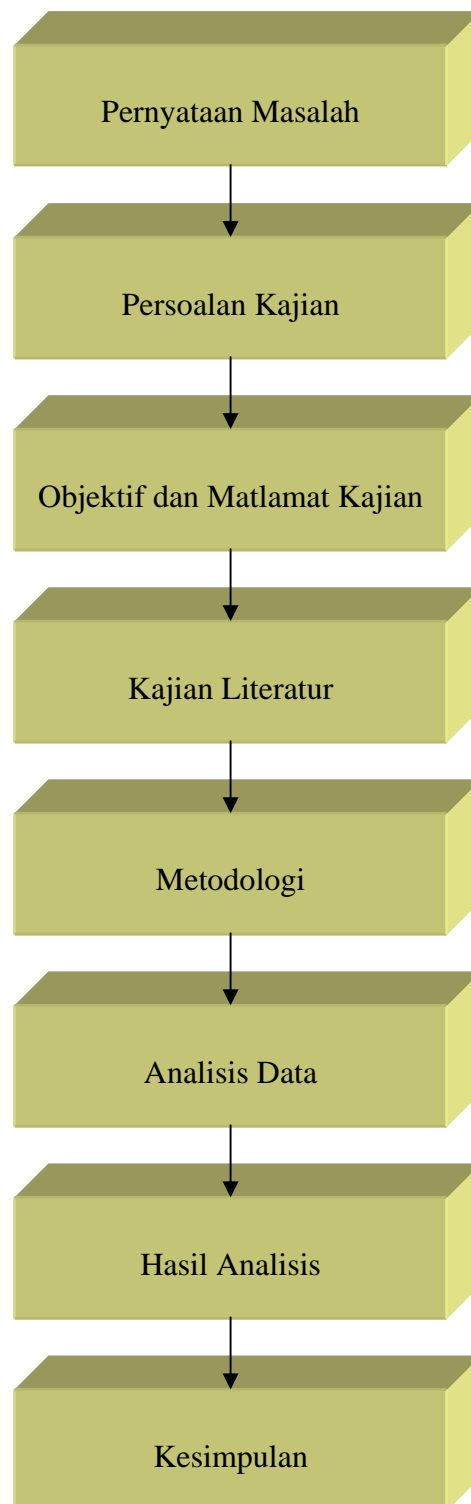 Pernyataan Masalah
Persoalan Kajian
Objektif dan Matlamat Kajian
Kajian Literatur
Metodologi
Analisis Data
Hasil Analisis
Kesimpulan